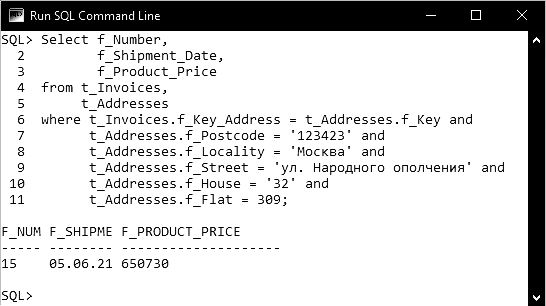 Run SQL Command Line
SQL> Select f_Number,
  2         f_Shipment_Date,
  3         f_Product_Price
  4  from t_Invoices,
  5       t_Addresses
  6  where t_Invoices.f_Key_Address = t_Addresses.f_Key and
  7        t_Addresses.f_Postcode = '123423' and
  8        t_Addresses.f_Locality = 'Москва' and
  9        t_Addresses.f_Street = 'ул. Народного ополчения' and
 10        t_Addresses.f_House = '32' and
 11        t_Addresses.f_Flat = 309;
F_NUM F_SHIPME F_PRODUCT_PRICE
----- -------- --------------------
15    05.06.21 650730
SQL>